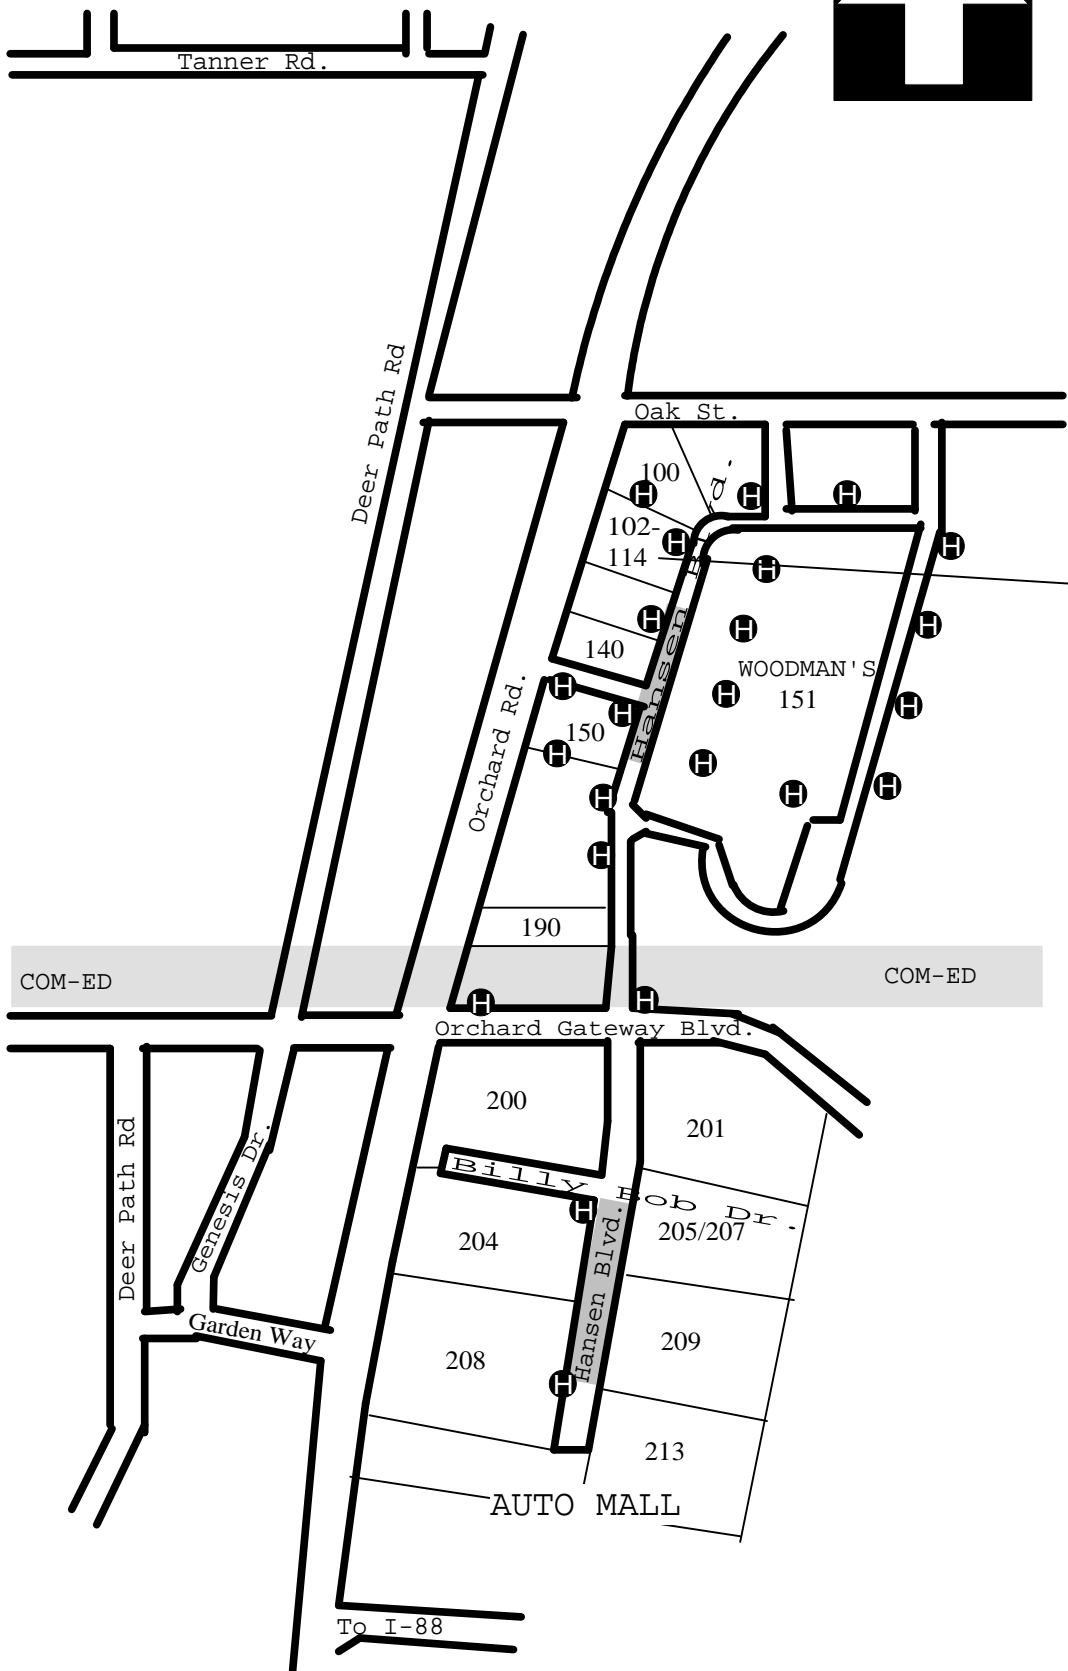 Tanner Rd.
Deer Path Rd
Oak St.
100
H
H
H
102-
114
H
H
H
H
Hansen Blvd.
H
H
140
WOODMAN'S
151
H
H
H
H
H
150
Orchard Rd.
H
H
H
H
H
H
190
COM-ED
COM-ED
H
H
Orchard Gateway Blvd.
200
201
Deer Path Rd
Genesis Dr.
Billy Bob Dr.
H
204
205/207
Hansen Blvd.
Garden Way
208
209
H
213
AUTO MALL
To I-88